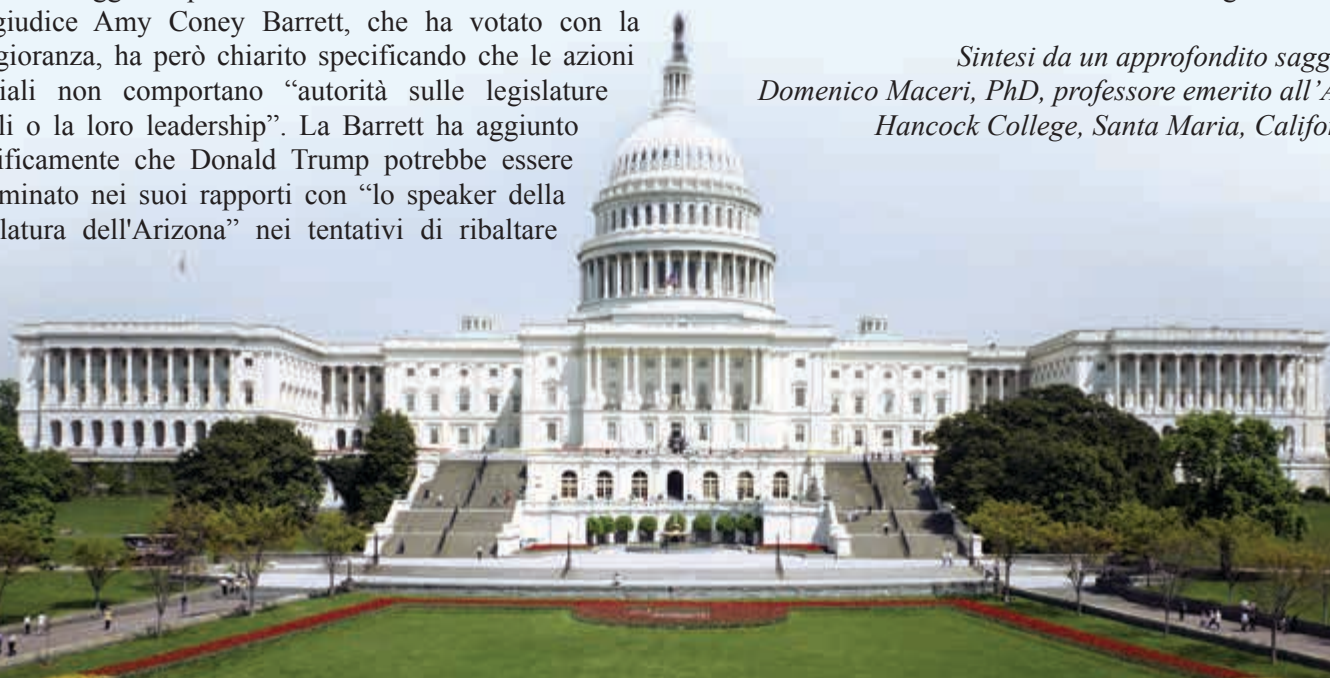 giudice Amy Coney Barrett, che ha votato con la
gioranza, ha però chiarito specificando che le azioni
iali non comportano “autorità sulle legislature
li o la loro leadership”. La Barrett ha aggiunto
ificamente che Donald Trump potrebbe essere
minato nei suoi rapporti con “lo speaker della
latura dell'Arizona” nei tentativi di ribaltare
Sintesi da un approfondito sagg
Domenico Maceri, PhD, professore emerito all’A
Hancock College, Santa Maria, Califor